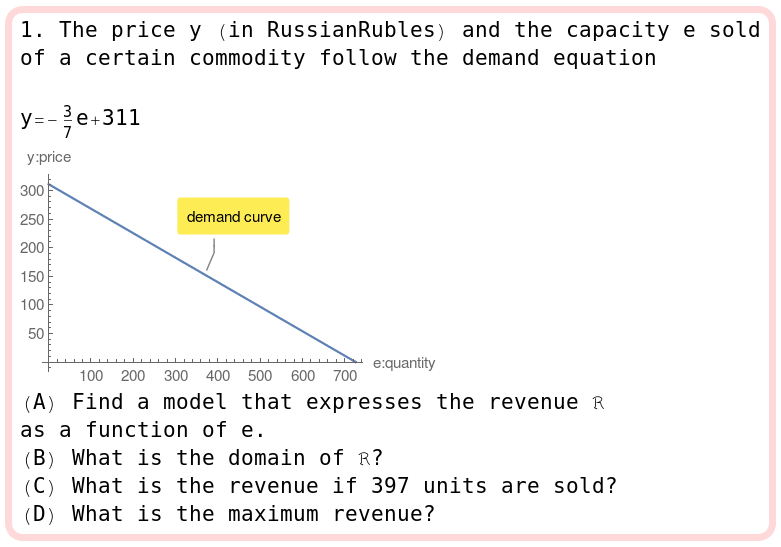 1. The price y (in RussianRubles) and the capacity e sold
of a certain commodity follow the demand equation
y=-3/7 e+311
y:price
300
250
200
150
100
50
demand curve
100 200 300 400 500 600 700
e:quantity
(A) Find a model that expresses the revenue ℛ
as a function of e.
(B) What is the domain of ℛ?
(C) What is the revenue if 397 units are sold?
(D) What is the maximum revenue?